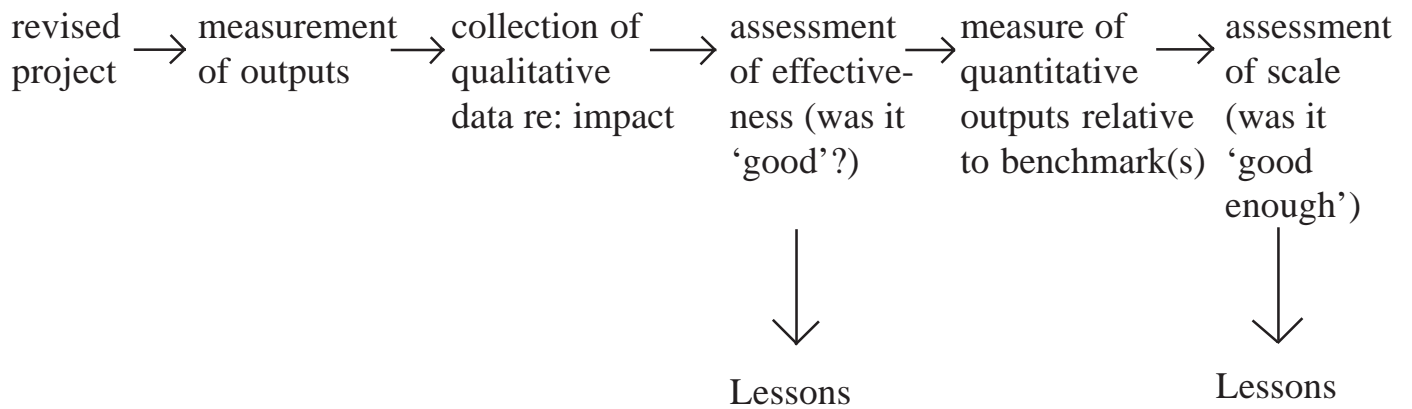 revised
project
measurement
of outputs
collection of
qualitative
data re: impact
assessment
of effective-
ness (was it
‘good’?)
measure of
quantitative
outputs relative
to benchmark(s)
assessment
of scale
(was it
‘good
enough’)
Lessons
Lessons